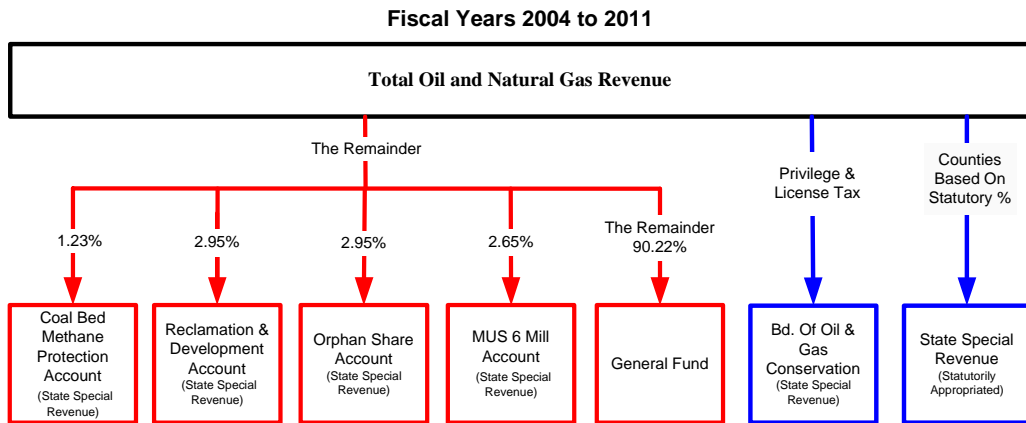 Fiscal Years 2004 to 2011
Total Oil and Natural Gas Revenue
The Remainder
Privilege &
License Tax
Counties
Based On
Statutory %
1.23%
2.95%
2.95%
2.65%
The Remainder
90.22%
Coal Bed
Methane
Protection
Account
(State Special
Revenue)
Reclamation &
Development
Account
(State Special
Revenue)
Orphan Share
Account
(State Special
Revenue)
MUS 6 Mill
Account
(State Special
Revenue)
General Fund
Bd. Of Oil &
Gas
Conservation
(State Special
Revenue)
State Special
Revenue
(Statutorily
Appropriated)